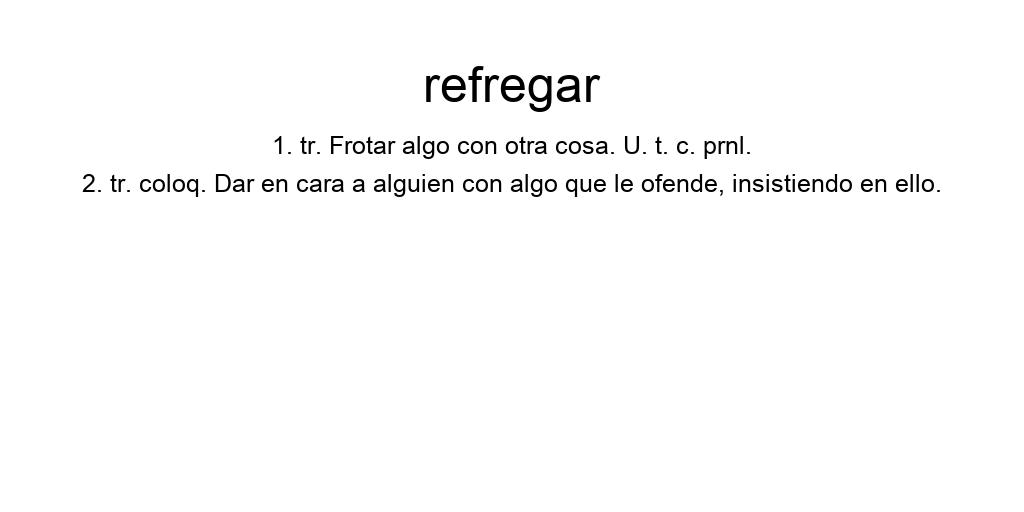 refregar
1. tr. Frotar algo con otra cosa. U. t. c. prnl.
2. tr. coloq. Dar en cara a alguien con algo que le ofende, insistiendo en ello.